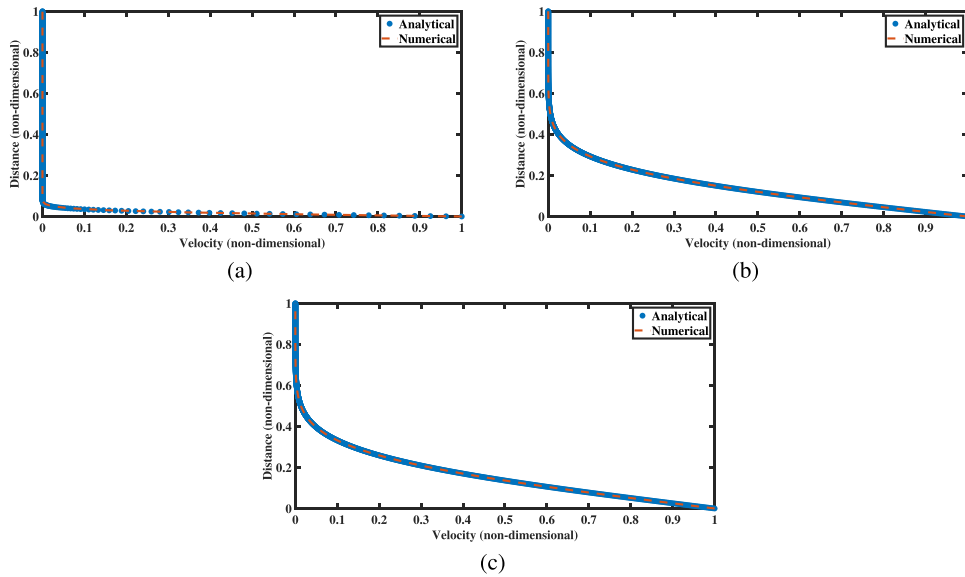 1
0.8
0.6
0.4
0.2
0
Distance (non-dimensional)
0 0.1 0.2 0.3 0.4 0.5 0.6 0.7 0.8 0.9 1
Velocity (non-dimensional)
Analytical
Numerical
(a)
1
0.8
0.6
0.4
0.2
0
Distance (non-dimensional)
0 0.1 0.2 0.3 0.4 0.5 0.6 0.7 0.8 0.9
Velocity (non-dimensional)
Analytical
Numerical
(b)
1
0.8
0.6
0.4
0.2
0
Distance (non-dimensional)
0 0.1 0.2 0.3 0.4 0.5 0.6 0.7 0.8 0.9 1
Velocity (non-dimensional)
Analytical
Numerical
(c)